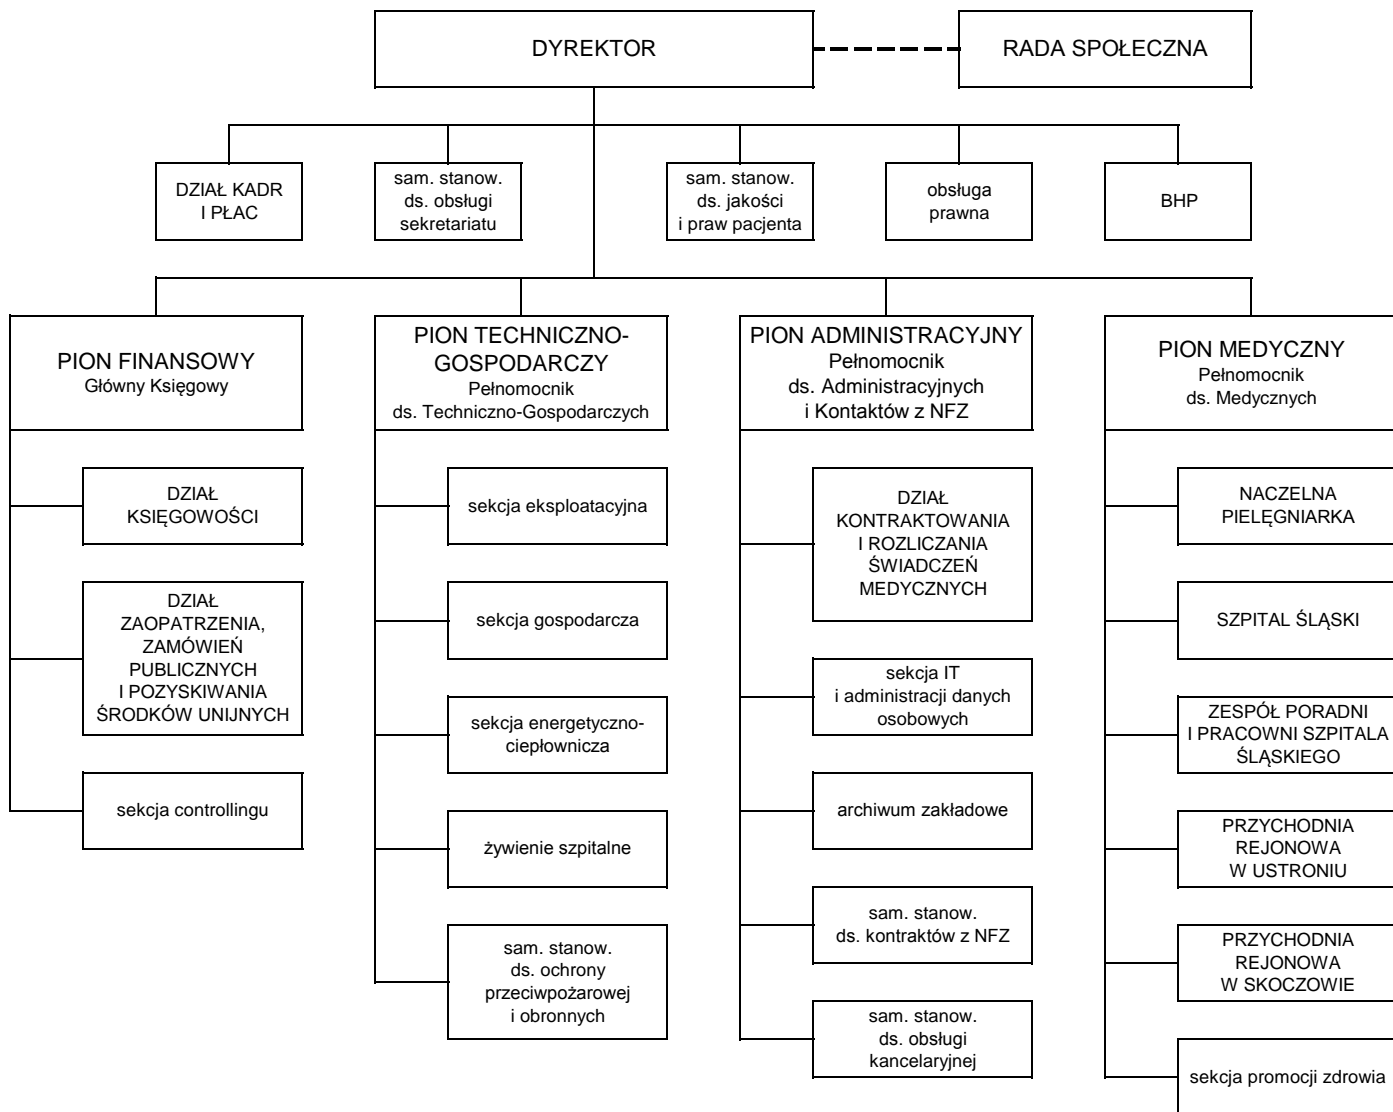 DYREKTOR
RADA SPOŁECZNA
DZIAŁ KADR
I PŁAC
sam. stanow.
ds. obsługi
sekretariatu
sam. stanow.
ds. jakości
i praw pacjenta
obsługa
prawna
BHP
PION FINANSOWY
Główny Księgowy
DZIAŁ
KSIĘGOWOŚCI
DZIAŁ
ZAOPATRZENIA,
ZAMÓWIEŃ
PUBLICZNYCH
I POZYSKIWANIA
ŚRODKÓW UNIJNYCH
sekcja controllingu
PION TECHNICZNO-
GOSPODARCZY
Pełnomocnik
ds. Techniczno-Gospodarczych
sekcja eksploatacyjna
sekcja gospodarcza
sekcja energetyczno-
ciepłownicza
żywienie szpitalne
sam. stanow.
ds. ochrony
przeciwpożarowej
i obronnych
PION ADMINISTRACYJNY
Pełnomocnik
ds. Administracyjnych
i Kontaktów z NFZ
DZIAŁ
KONTRAKTOWANIA
I ROZLICZANIA
ŚWIADCZEŃ
MEDYCZNYCH
sekcja IT
i administracji danych
osobowych
archiwum zakładowe
sam. stanow.
ds. kontraktów z NFZ
sam. stanow.
ds. obsługi
kancelaryjnej
PION MEDYCZNY
Pełnomocnik
ds. Medycznych
NACZELNA
PIELĘGNIARKA
SZPITAL ŚLĄSKI
ZESPÓŁ PORADNI
I PRACOWNI SZPITALA
ŚLĄSKIEGO
PRZYCHODNIA
REJONOWA
W USTRONIU
PRZYCHODNIA
REJONOWA
W SKOCZOWIE
sekcja promocji zdrowia